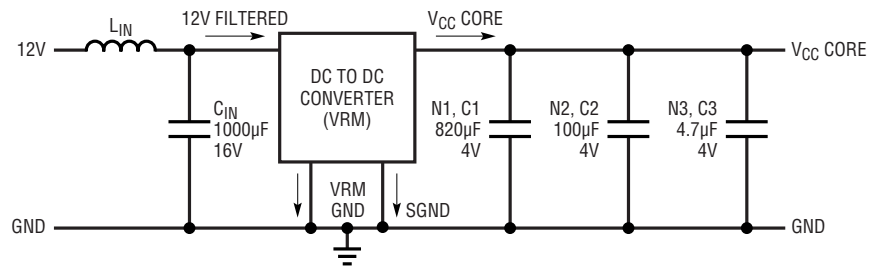 L_IN
12V FILTERED
V_CC CORE
12V
V_CC CORE
DC TO DC
CONVERTER
(VRM)
C_IN
1000µF
16V
N1, C1
820µF
4V
N2, C2
100µF
4V
N3, C3
4.7µF
4V
VRM
GND
SGND
GND
GND